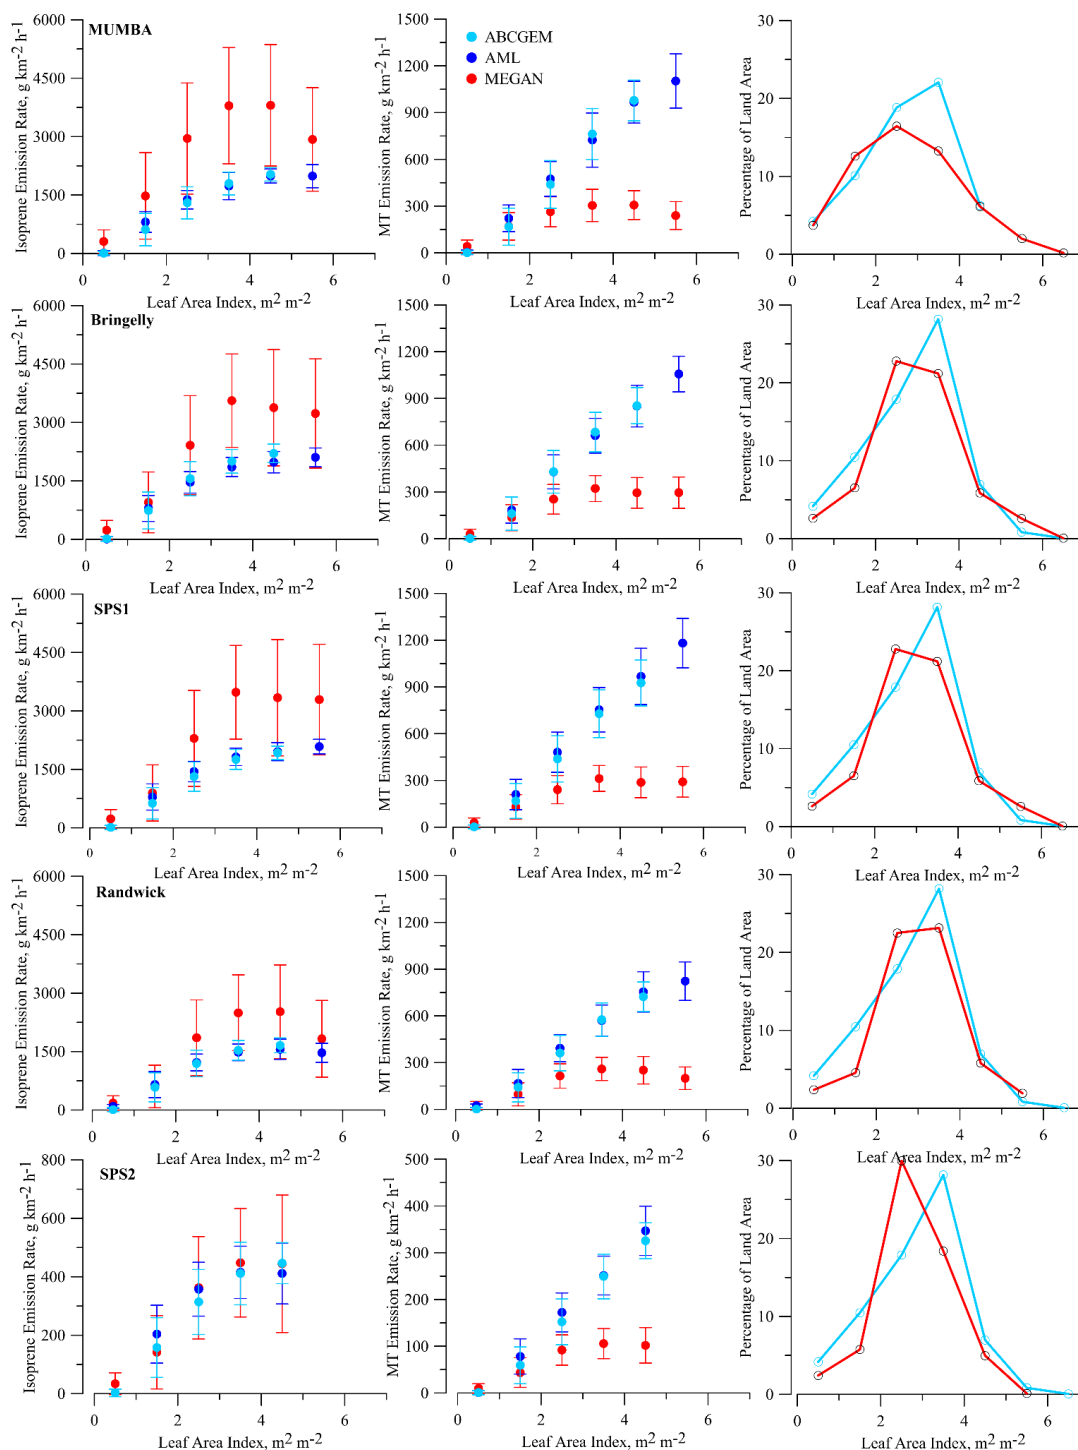 MUMBA
Isoprene Emission Rate, g km-2 h-1
6000
4500
3000
1500
0
0 2 4 6
Leaf Area Index, m2 m-2
MT Emission Rate, g km-2 h-1
1500
1200
900
600
300
0
ABCGEM
AML
MEGAN
0 2 4 6
Leaf Area Index, m2 m-2
Percentage of Land Area
30
20
10
0
0 2 4 6
Leaf Area Index, m2 m-2
Bringelly
Isoprene Emission Rate, g km-2 h-1
6000
4500
3000
1500
0
0 2 4 6
Leaf Area Index, m2 m-2
MT Emission Rate, g km-2 h-1
1500
1200
900
600
300
0
0 2 4 6
Leaf Area Index, m2 m-2
Percentage of Land Area
30
20
10
0
0 2 4 6
Leaf Area Index, m2 m-2
SPS1
Isoprene Emission Rate, g km-2 h-1
6000
4500
3000
1500
0
0 2 4 6
Leaf Area Index, m2 m-2
MT Emission Rate, g km-2 h-1
1500
1200
900
600
300
0
0 2 4 6
Leaf Area Index, m2 m-2
Percentage of Land Area
30
20
10
0
0 2 4 6
Leaf Area Index, m2 m-2
Randwick
Isoprene Emission Rate, g km-2 h-1
6000
4500
3000
1500
0
0 2 4 6
Leaf Area Index, m2 m-2
MT Emission Rate, g km-2 h-1
1500
1200
900
600
300
0
0 2 4 6
Leaf Area Index, m2 m-2
Percentage of Land Area
30
20
10
0
0 2 4 6
Leaf Area Index, m2 m-2
SPS2
Isoprene Emission Rate, g km-2 h-1
800
600
400
200
0
0 2 4 6
Leaf Area Index, m2 m-2
MT Emission Rate, g km-2 h-1
500
400
300
200
100
0
0 2 4 6
Leaf Area Index, m2 m-2
Percentage of Land Area
30
20
10
0
0 2 4 6
Leaf Area Index, m2 m-2